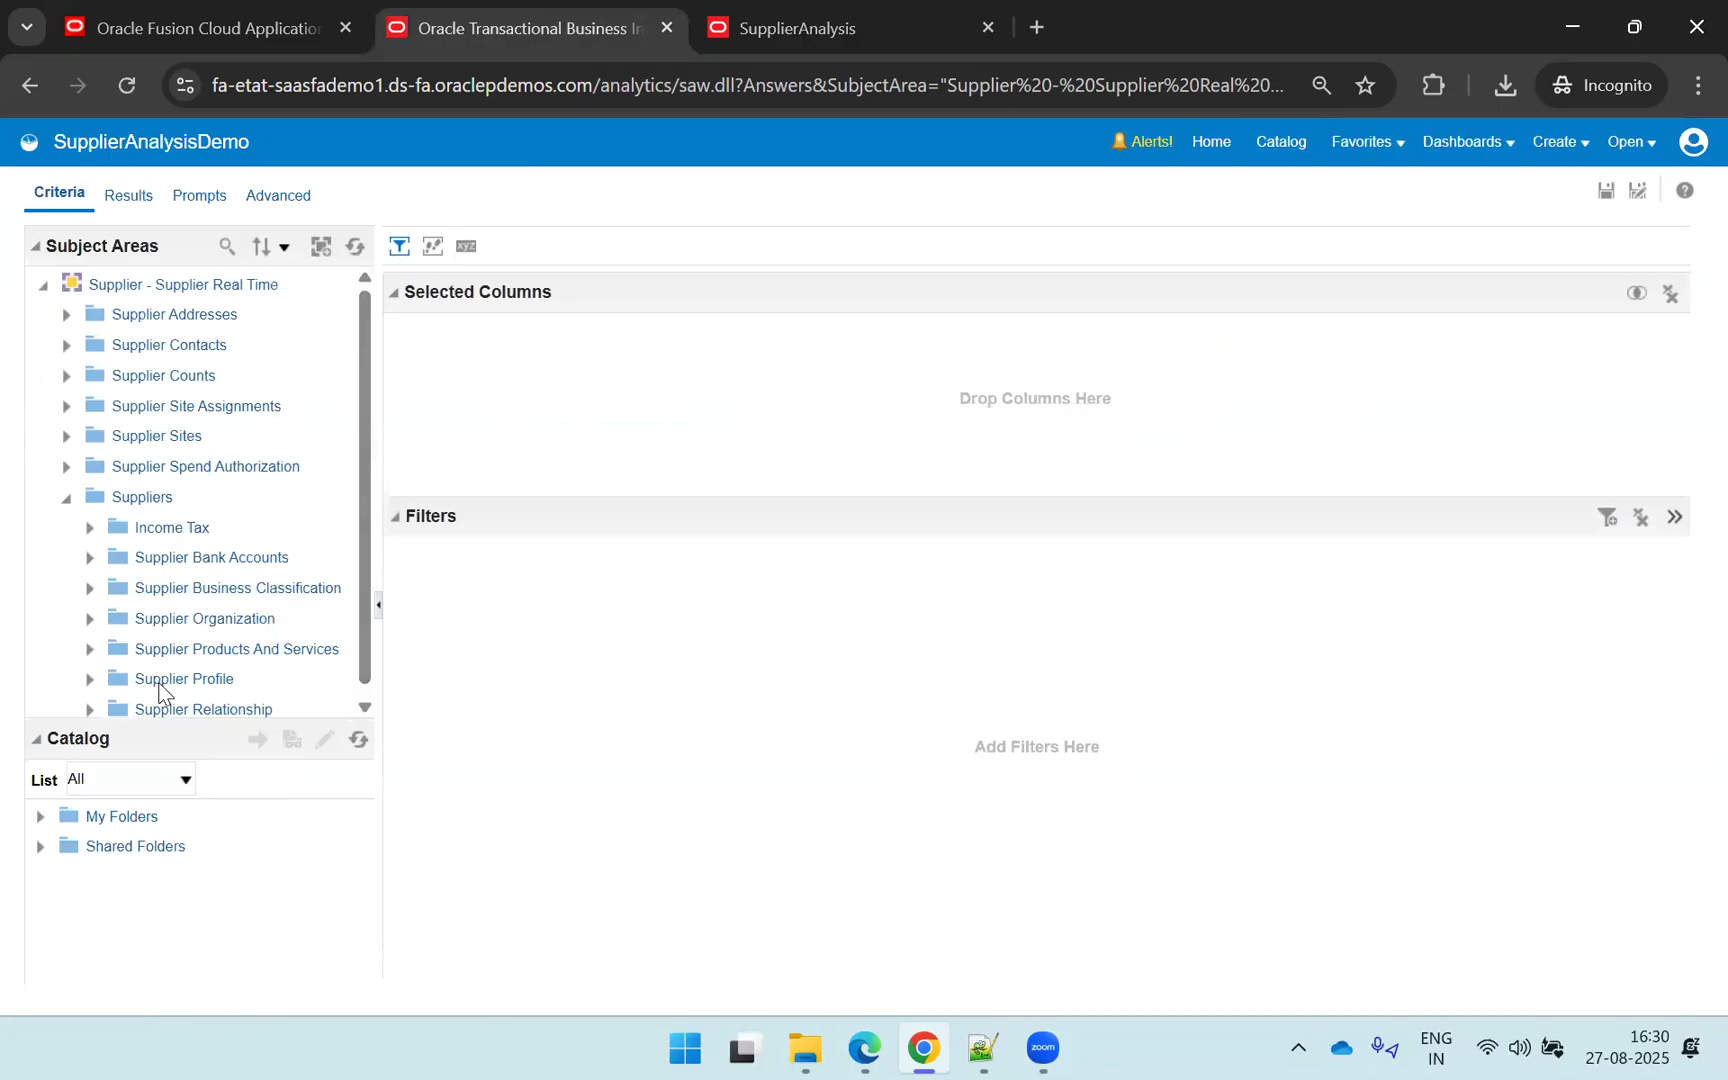 Oracle Fusion Cloud Application
Oracle Transactional Business In
SupplierAnalysis
fa-etat-saasfademo1.ds-fa.oraclepdemos.com/analytics/saw.dll?Answers&SubjectArea="Supplier%20-%20Supplier%20Real%20...
Incognito
SupplierAnalysisDemo
Alerts!
Home
Catalog
Favorites
Dashboards
Create
Open
Criteria
Results
Prompts
Advanced
Subject Areas
Supplier - Supplier Real Time
Supplier Addresses
Supplier Contacts
Supplier Counts
Supplier Site Assignments
Supplier Sites
Supplier Spend Authorization
Suppliers
Income Tax
Supplier Bank Accounts
Supplier Business Classification
Supplier Organization
Supplier Products And Services
Supplier Profile
Supplier Relationship
Catalog
List All
My Folders
Shared Folders
xyz
Selected Columns
Drop Columns Here
Filters
Add Filters Here
zoom
ENG
IN
16:30
27-08-2025